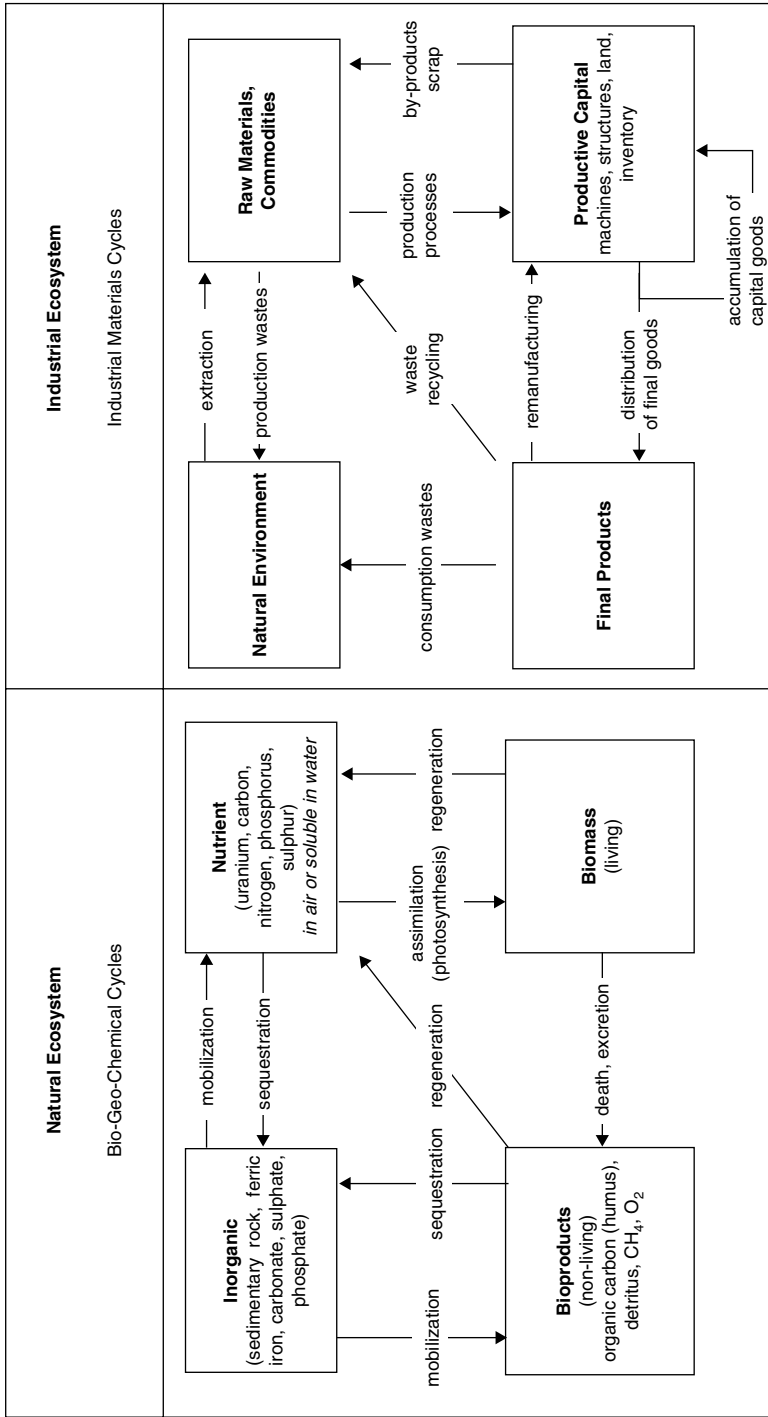 Natural Ecosystem
Bio-Geo-Chemical Cycles
Inorganic
(sedimentary rock, ferric
iron, carbonate, sulphate,
phosphate)
mobilization
sequestration
Nutrient
(uranium, carbon,
nitrogen, phosphorus,
sulphur)
in air or soluble in water
mobilization
sequestration
regeneration
assimilation
(photosynthesis)
regeneration
Bioproducts
(non-living)
organic carbon (humus),
detritus, CH4, O2
death, excretion
Biomass
(living)
Industrial Ecosystem
Industrial Materials Cycles
Natural Environment
extraction
production wastes
Raw Materials,
Commodities
consumption wastes
waste
recycling
production
processes
by-products
scrap
Final Products
remanufacturing
distribution
of final goods
Productive Capital
machines, structures, land,
inventory
accumulation of
capital goods